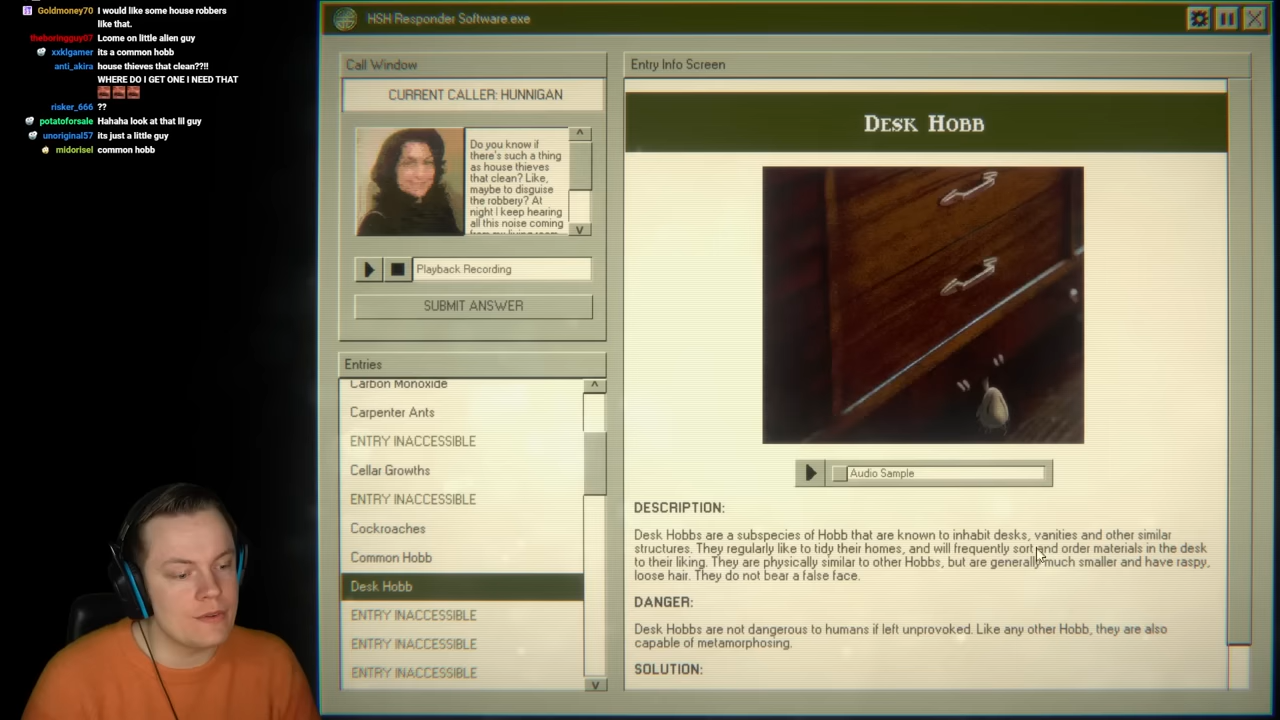 Goldmoney70 I would like some house robbers
like that.
theboringguy07 Lcome on little alien guy
xxklgamer its a common hobb
anti_akira house thieves that clean??!!
WHERE DO I GET ONE I NEED THAT
risker_666 ??
potatoforsale Hahaha look at that lil guy
unoriginal57 its just a little guy
midorisel common hobb
HSH Responder Software.exe
Call Window
CURRENT CALLER: HUNNIGAN
Do you know if
there's such a thing
as house thieves
that clean? Like,
maybe to disguise
the robbery? At
night I keep hearing
all this noise coming
from my living room
Playback Recording
SUBMIT ANSWER
Entries
Carbon Monoxide
Carpenter Ants
ENTRY INACCESSIBLE
Cellar Growths
ENTRY INACCESSIBLE
Cockroaches
Common Hobb
Desk Hobb
ENTRY INACCESSIBLE
ENTRY INACCESSIBLE
ENTRY INACCESSIBLE
Entry Info Screen
DESK HOBB
Audio Sample
DESCRIPTION:
Desk Hobbs are a subspecies of Hobb that are known to inhabit desks, vanities and other similar
structures. They regularly like to tidy their homes, and will frequently sort and order materials in the desk
to their liking. They are physically similar to other Hobbs, but are generally much smaller and have raspy,
loose hair. They do not bear a false face.
DANGER:
Desk Hobbs are not dangerous to humans if left unprovoked. Like any other Hobb, they are also
capable of metamorphosing.
SOLUTION: